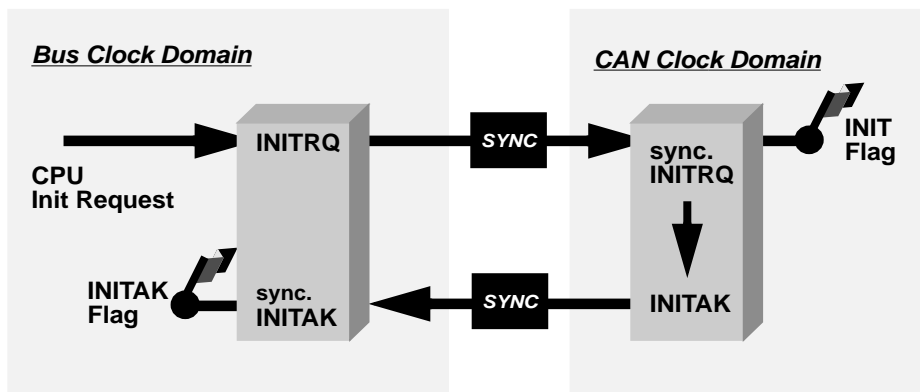 Bus Clock Domain
CAN Clock Domain
CPU
Init Request
INITRQ
SYNC
sync.
INITRQ
INIT
Flag
INITAK
Flag
sync.
INITAK
SYNC
INITAK